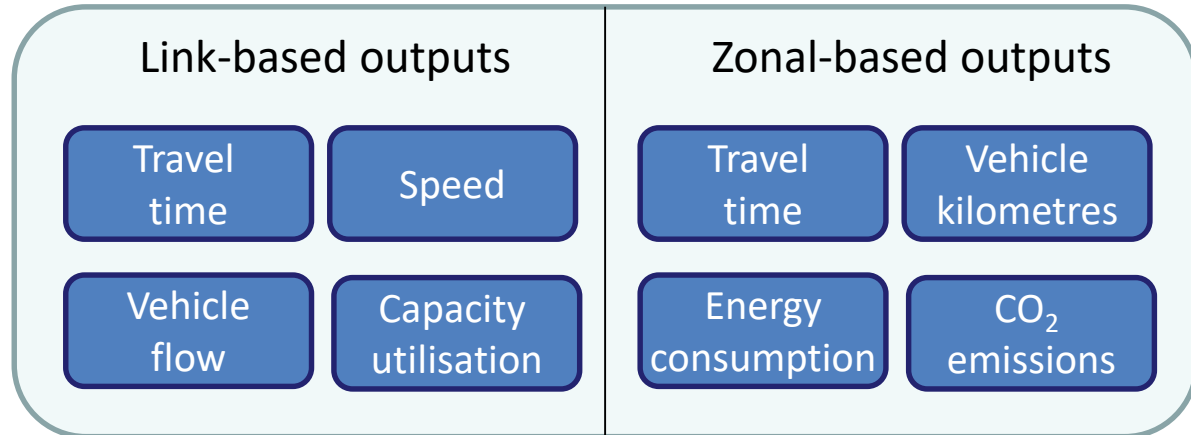 Link-based outputs
Travel
time
Speed
Vehicle
flow
Capacity
utilisation
Zonal-based outputs
Travel
time
Vehicle
kilometres
Energy
consumption
CO₂
emissions